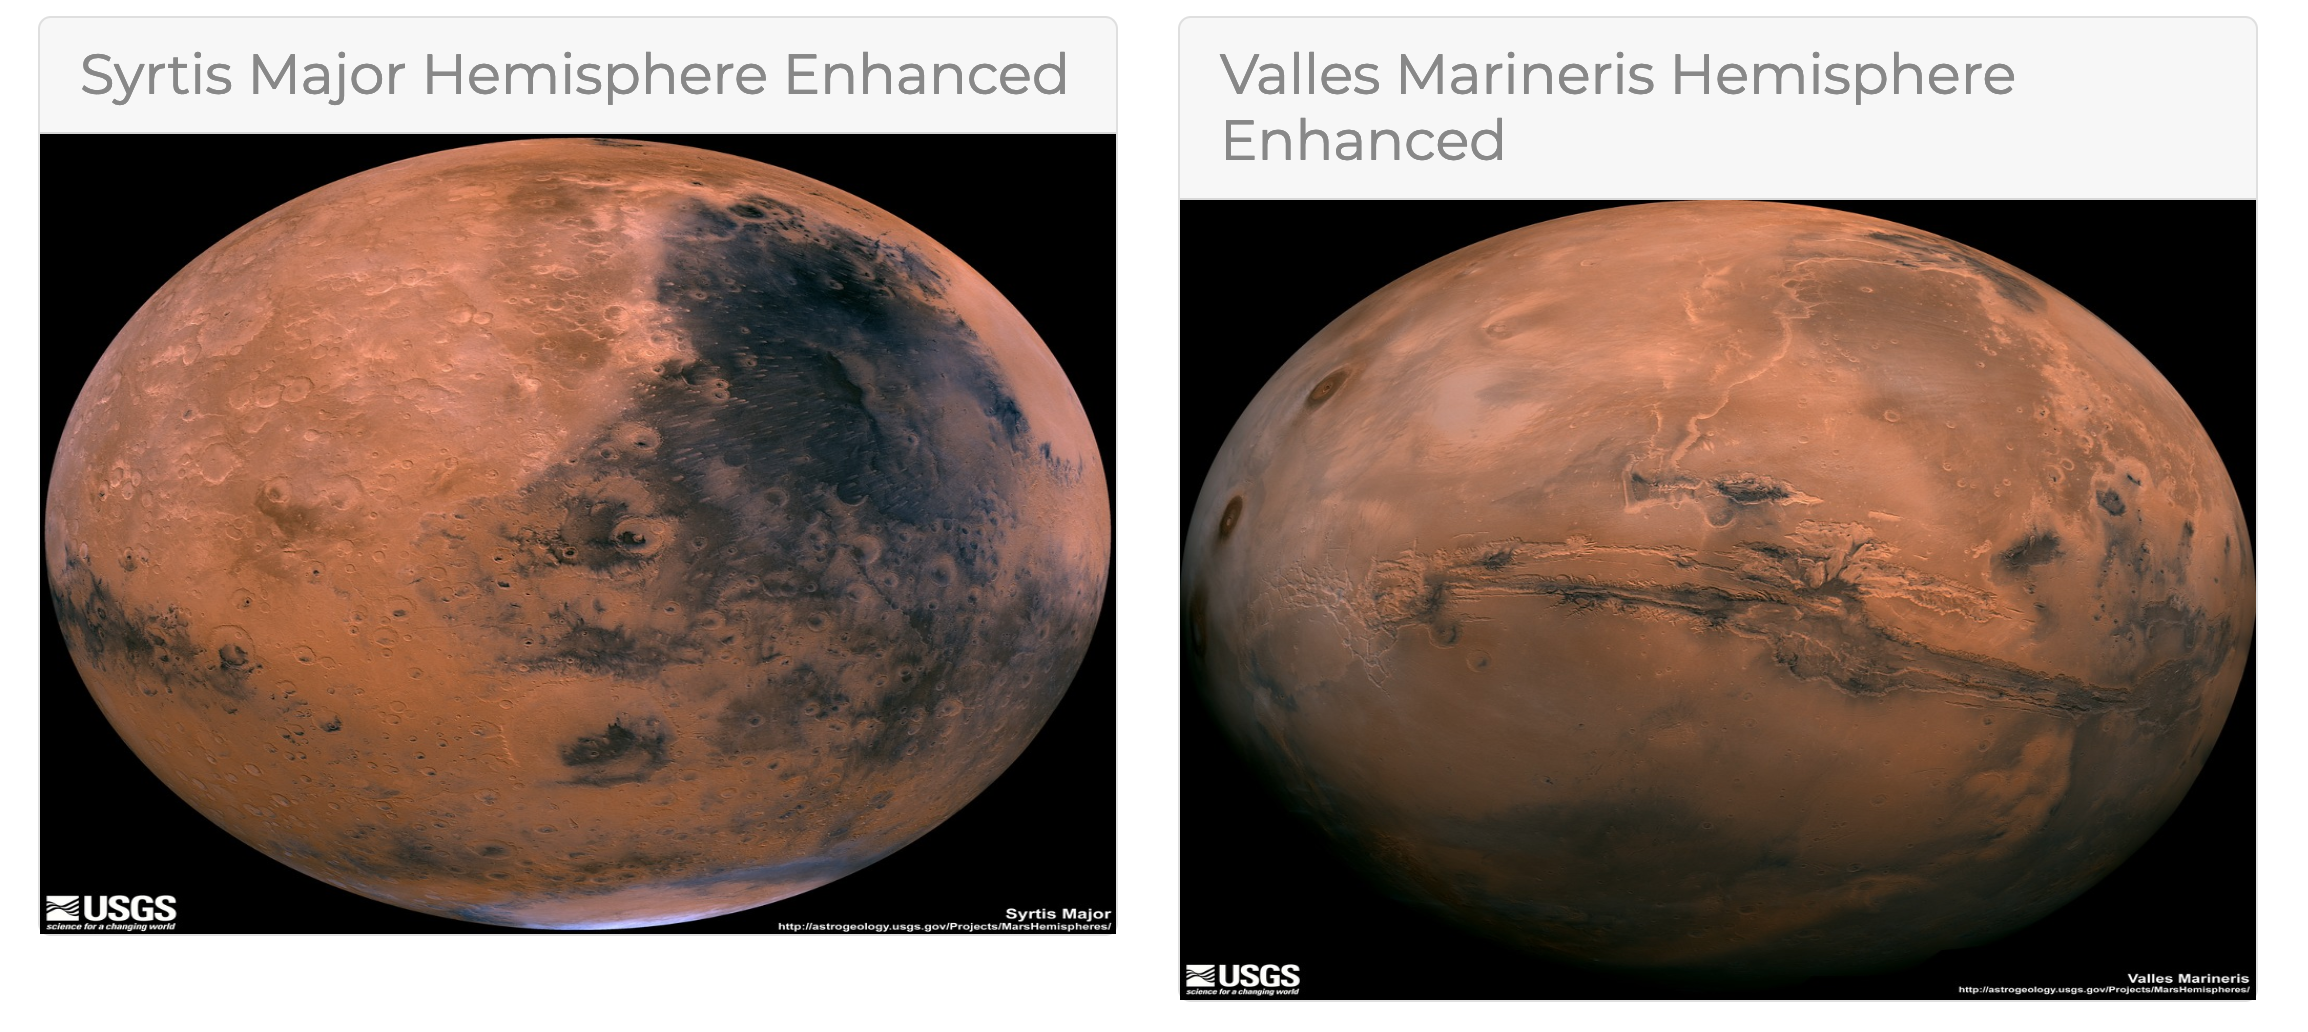 Syrtis Major Hemisphere Enhanced
USGS
science for a changing world
Syrtis Major
http://astrogeology.usgs.gov/Projects/MarsHemispheres/
Valles Marineris Hemisphere
Enhanced
USGS
science for a changing world
Valles Marineris
http://astrogeology.usgs.gov/Projects/MarsHemispheres/